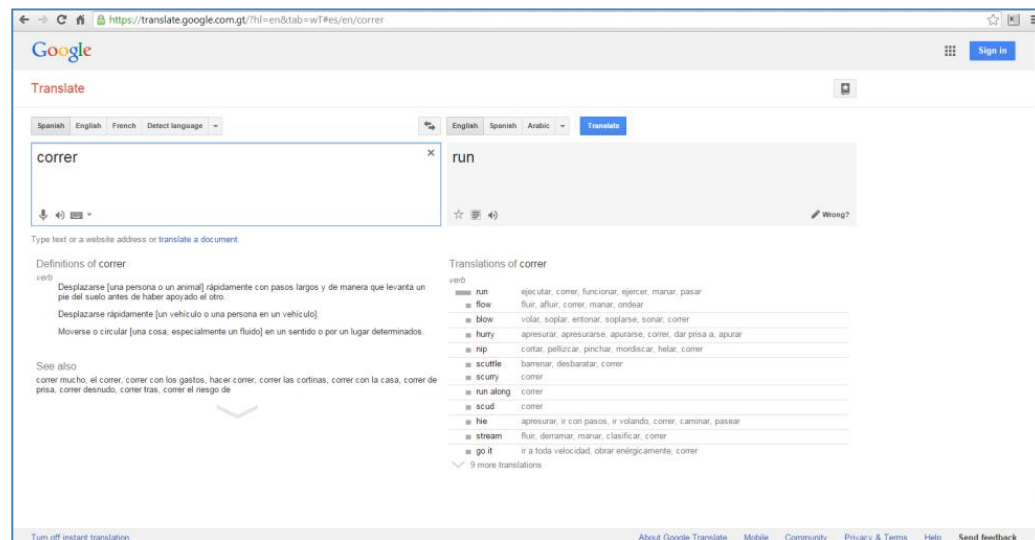 https://translate.google.com.gt/?hl=en&tab=wT#es/en/correr
Google
Sign in
Translate
Spanish English French Detect language
English Spanish Arabic Translate
correr
run
Wrong?
Type text or a website address or translate a document.
Definitions of correr
verb
Desplazarse [una persona o un animal] rápidamente con pasos largos y de manera que levanta un
pie del suelo antes de haber apoyado el otro.
Desplazarse rápidamente [un vehículo o una persona en un vehículo].
Moverse o circular [una cosa, especialmente un fluido] en un sentido o por un lugar determinados.
See also
correr mucho, el correr, correr con los gastos, hacer correr, correr las cortinas, correr con la casa, correr de
prisa, correr desnudo, correr tras, correr el riesgo de
Translations of correr
verb
run ejecutar, correr, funcionar, ejercer, manar, pasar
flow fluir, afluir, correr, manar, ondear
blow volar, soplar, entonar, soplarse, sonar, correr
hurry apresurar, apresurarse, apurarse, correr, dar prisa a, apurar
nip cortar, pellizcar, pinchar, mordiscar, helar, correr
scuttle barrenar, desbaratar, correr
scurry correr
run along correr
scud correr
hie apresurar, ir con pasos, ir volando, correr, caminar, pasear
stream fluir, derramar, manar, clasificar, correr
go it ir a toda velocidad, obrar enérgicamente, correr
9 more translations
Turn off instant translation
About Google Translate Mobile Community Privacy & Terms Help Send feedback